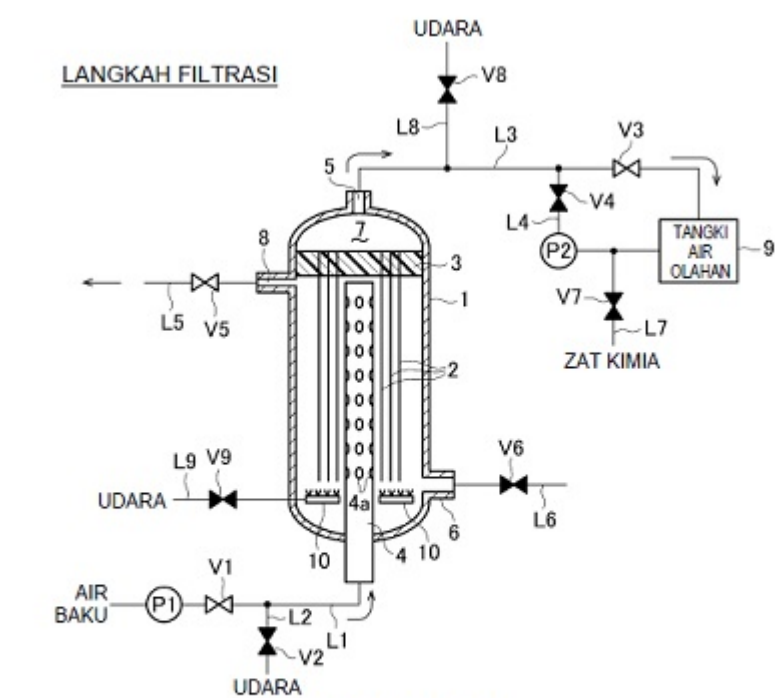 UDARA
LANGKAH FILTRASI
V8
L8
L3
V3
5
V4
L4
7
P2
TANGKI
AIR
OLAHAN
9
8
3
1
V7
L7
L5
V5
ZAT KIMIA
2
L9
V9
V6
UDARA
4a
L6
10
4
10
6
V1
AIR
BAKU
P1
L2
L1
V2
UDARA